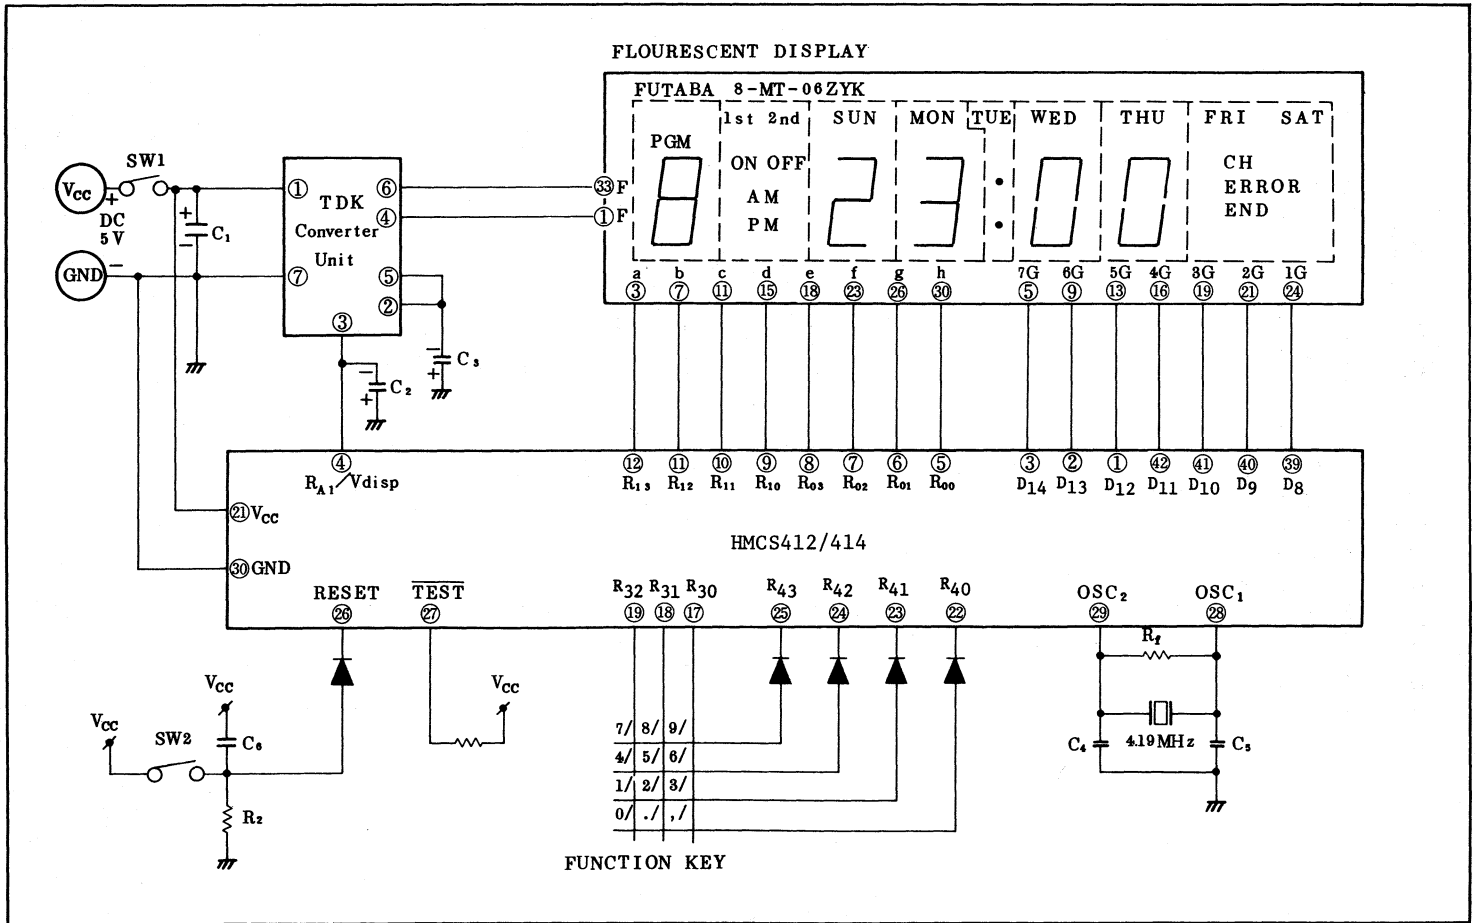 FLOURESCENT DISPLAY
FUTABA 8-MT-06ZYK
1st 2nd SUN MON TUE WED THU FRI SAT
PGM
ON OFF
AM
PM
CH
ERROR
END
SW1
Vcc
+
DC
5V
+
−
C₁
GND
−
① ⑥
TDK ④
Converter
Unit
⑦ ⑤
②
③
㉝ F
① F
a b c d e f g h 7G 6G 5G 4G 3G 2G 1G
③ ⑦ ⑪ ⑮ ⑱ ㉓ ㉖ ㉚ ⑤ ⑨ ⑬ ⑯ ⑲ ㉑ ㉔
−
C₂
+
−
C₃
+
④ ⑫ ⑪ ⑩ ⑨ ⑧ ⑦ ⑥ ⑤ ③ ② ① ㊷ ㊶ ㊵ ㊴
RA1/Vdisp R₁₃ R₁₂ R₁₁ R₁₀ R₀₃ R₀₂ R₀₁ R₀₀ D₁₄ D₁₃ D₁₂ D₁₁ D₁₀ D₉ D₈
㉑ Vcc
HMCS412/414
㉚ GND
RESET TEST R₃₂ R₃₁ R₃₀ R₄₃ R₄₂ R₄₁ R₄₀ OSC₂ OSC₁
㉖ ㉗ ⑲ ⑱ ⑰ ㉕ ㉔ ㉓ ㉒ ㉙ ㉘
Rf
Vcc
Vcc
Vcc
SW2
C₆
R₂
7/ 8/ 9/
4/ 5/ 6/
1/ 2/ 3/
0/ ./ ,/
C₄ 4.19MHz C₅
FUNCTION KEY